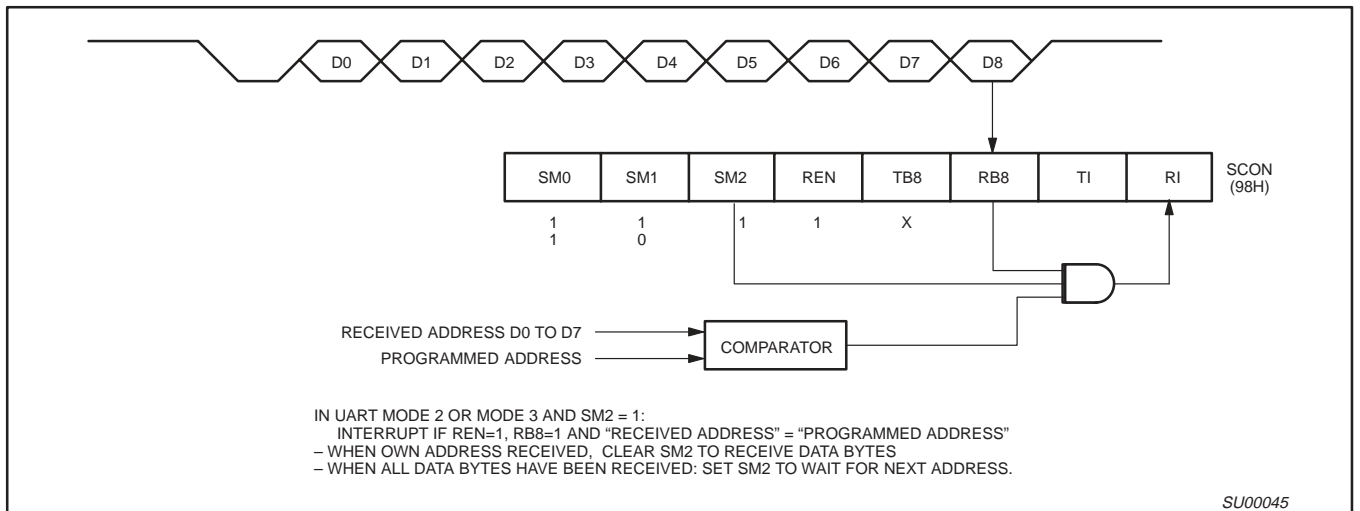 D0 D1 D2 D3 D4 D5 D6 D7 D8
SM0 SM1 SM2 REN TB8 RB8 TI RI
SCON
(98H)
1 1 1 1 X
1 0
RECEIVED ADDRESS D0 TO D7
PROGRAMMED ADDRESS
COMPARATOR
IN UART MODE 2 OR MODE 3 AND SM2 = 1:
INTERRUPT IF REN=1, RB8=1 AND “RECEIVED ADDRESS” = “PROGRAMMED ADDRESS”
– WHEN OWN ADDRESS RECEIVED, CLEAR SM2 TO RECEIVE DATA BYTES
– WHEN ALL DATA BYTES HAVE BEEN RECEIVED: SET SM2 TO WAIT FOR NEXT ADDRESS.
SU00045